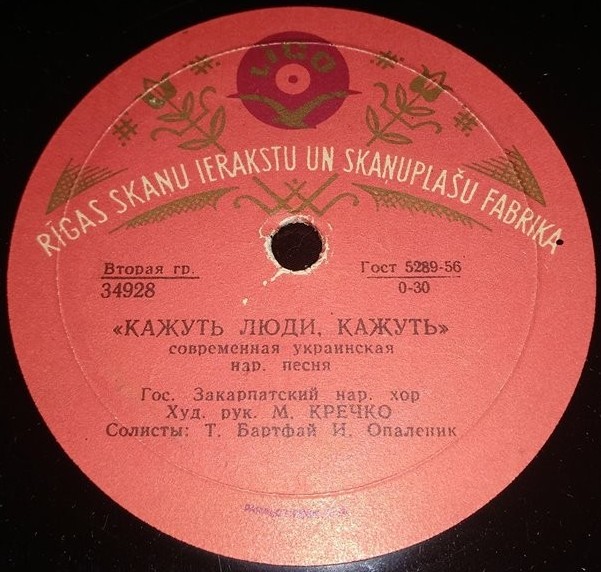 LIGO
RĪGAS SKAŅU IERAKSTU UN SKAŅUPLAŠU FABRIKA
Вторая гр. Гост 5289-56
34928 0-30
«КАЖУТЬ ЛЮДИ, КАЖУТЬ»
современная украинская
нар. песня
Гос. Закарпатский нар. хор
Худ. рук. М. КРЕЧКО
Солисты: Т. Бартфай И. Опаленик